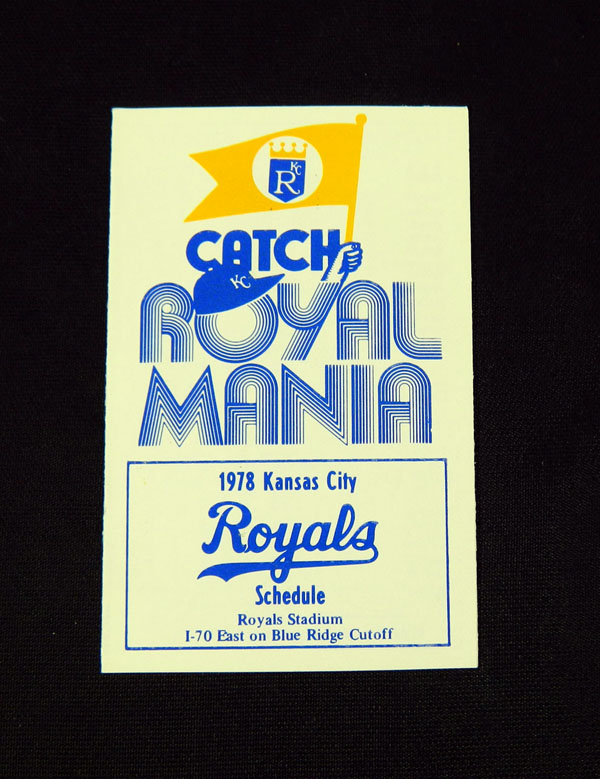 KC
R
CATCH
KC
ROYAL
MANIA
1978 Kansas City
Royals
Schedule
Royals Stadium
I-70 East on Blue Ridge Cutoff